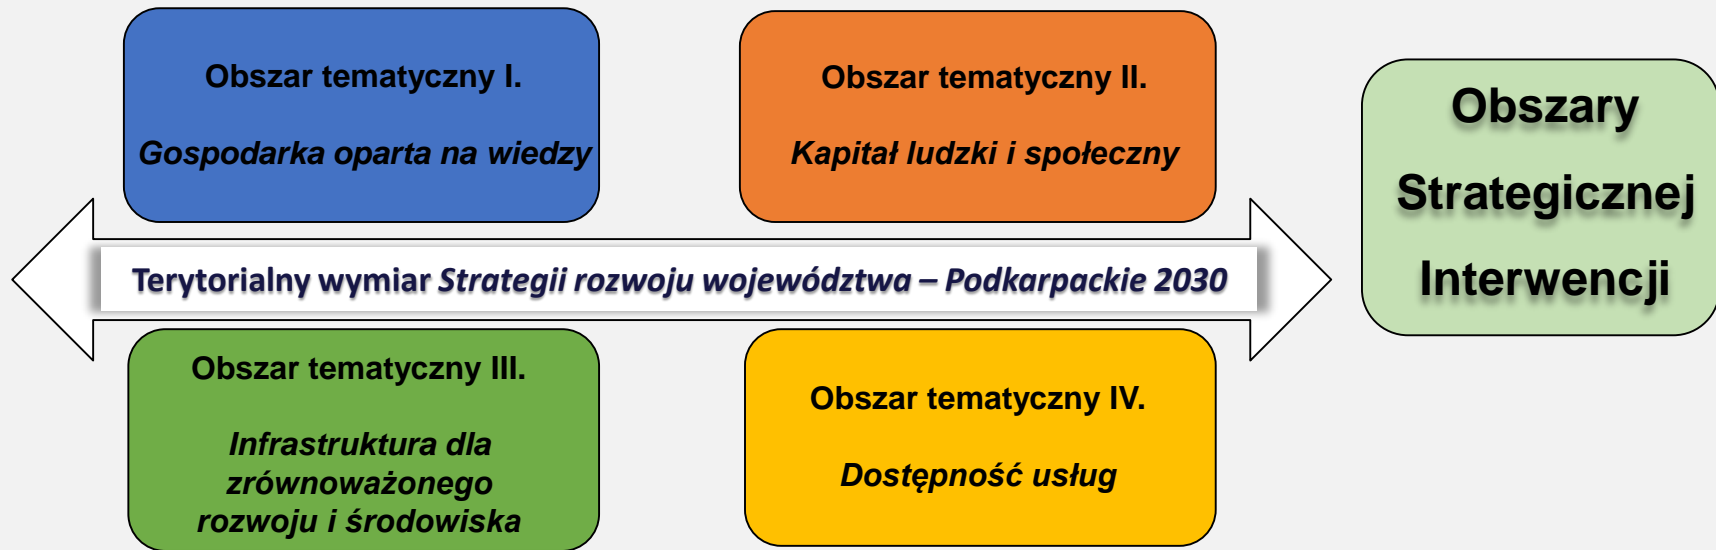 Obszar tematyczny I.
Gospodarka oparta na wiedzy
Obszar tematyczny II.
Kapitał ludzki i społeczny
Terytorialny wymiar Strategii rozwoju województwa – Podkarpackie 2030
Obszar tematyczny III.
Infrastruktura dla
zrównoważonego
rozwoju i środowiska
Obszar tematyczny IV.
Dostępność usług
Obszary
Strategicznej
Interwencji